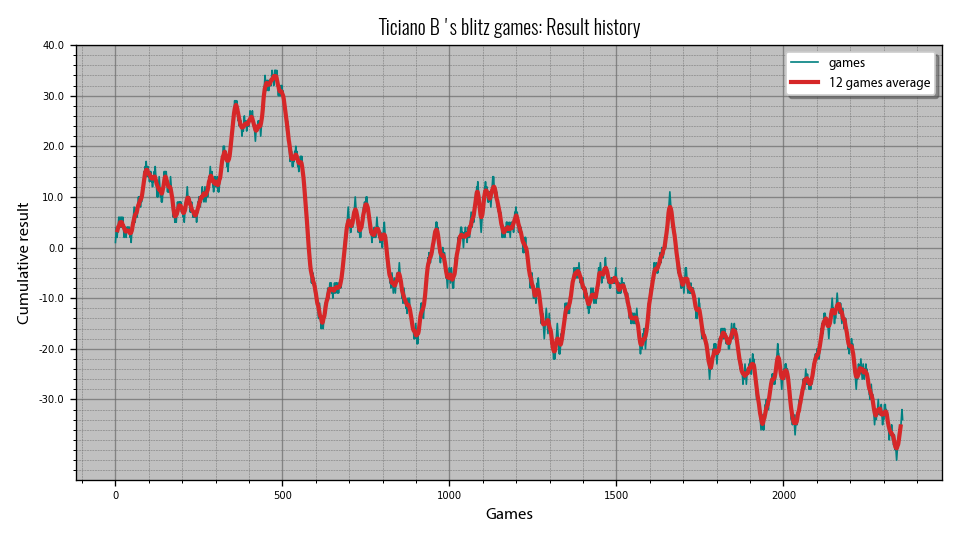 Ticiano B 's blitz games: Result history
40.0
30.0
20.0
10.0
0.0
-10.0
-20.0
-30.0
Cumulative result
games
12 games average
0
500
1000
1500
2000
Games